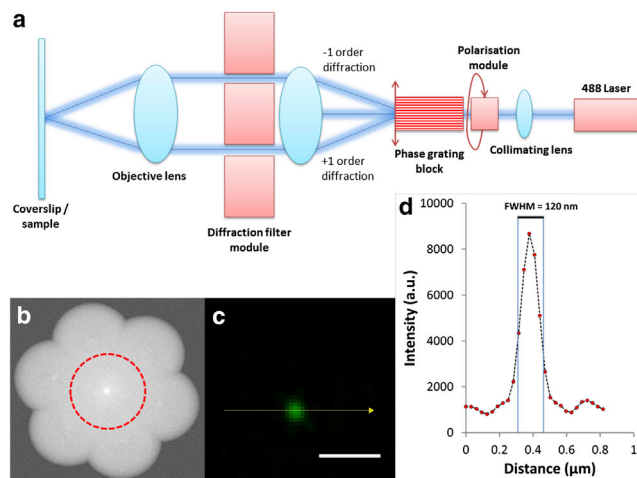 a
-1 order
diffraction
Polarisation
module
488 Laser
Objective lens
+1 order
diffraction
Phase grating
block
Collimating lens
Coverslip /
sample
Diffraction filter
module
b
c
d
FWHM = 120 nm
10000
8000
6000
4000
2000
0
Intensity (a.u.)
0 0.2 0.4 0.6 0.8 1
Distance (µm)